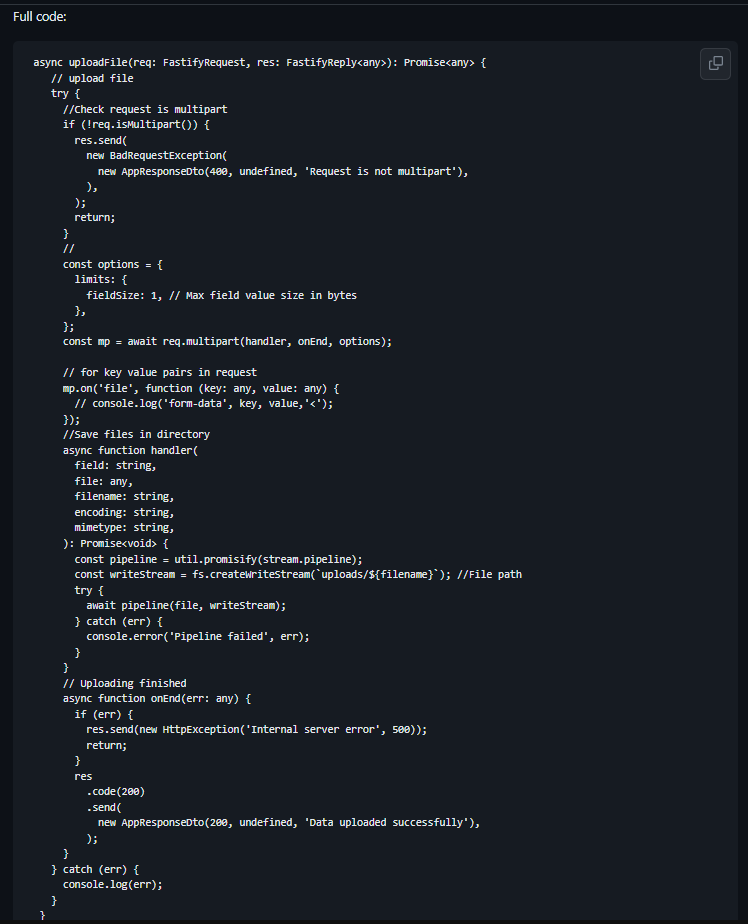 Full code:
async uploadFile(req: FastifyRequest, res: FastifyReply<any>): Promise<any> {
// upload file
try {
//Check request is multipart
if (!req.isMultipart()) {
res.send(
new BadRequestException(
new AppResponseDto(400, undefined, 'Request is not multipart'),
),
);
return;
}
//
const options = {
limits: {
fieldSize: 1, // Max field value size in bytes
},
};
const mp = await req.multipart(handler, onEnd, options);
// for key value pairs in request
mp.on('file', function (key: any, value: any) {
// console.log('form-data', key, value,'<');
});
//Save files in directory
async function handler(
field: string,
file: any,
filename: string,
encoding: string,
mimetype: string,
): Promise<void> {
const pipeline = util.promisify(stream.pipeline);
const writeStream = fs.createWriteStream(`uploads/${filename}`); //File path
try {
await pipeline(file, writeStream);
} catch (err) {
console.error('Pipeline failed', err);
}
}
// Uploading finished
async function onEnd(err: any) {
if (err) {
res.send(new HttpException('Internal server error', 500));
return;
}
res
.code(200)
.send(
new AppResponseDto(200, undefined, 'Data uploaded successfully'),
);
}
} catch (err) {
console.log(err);
}
}